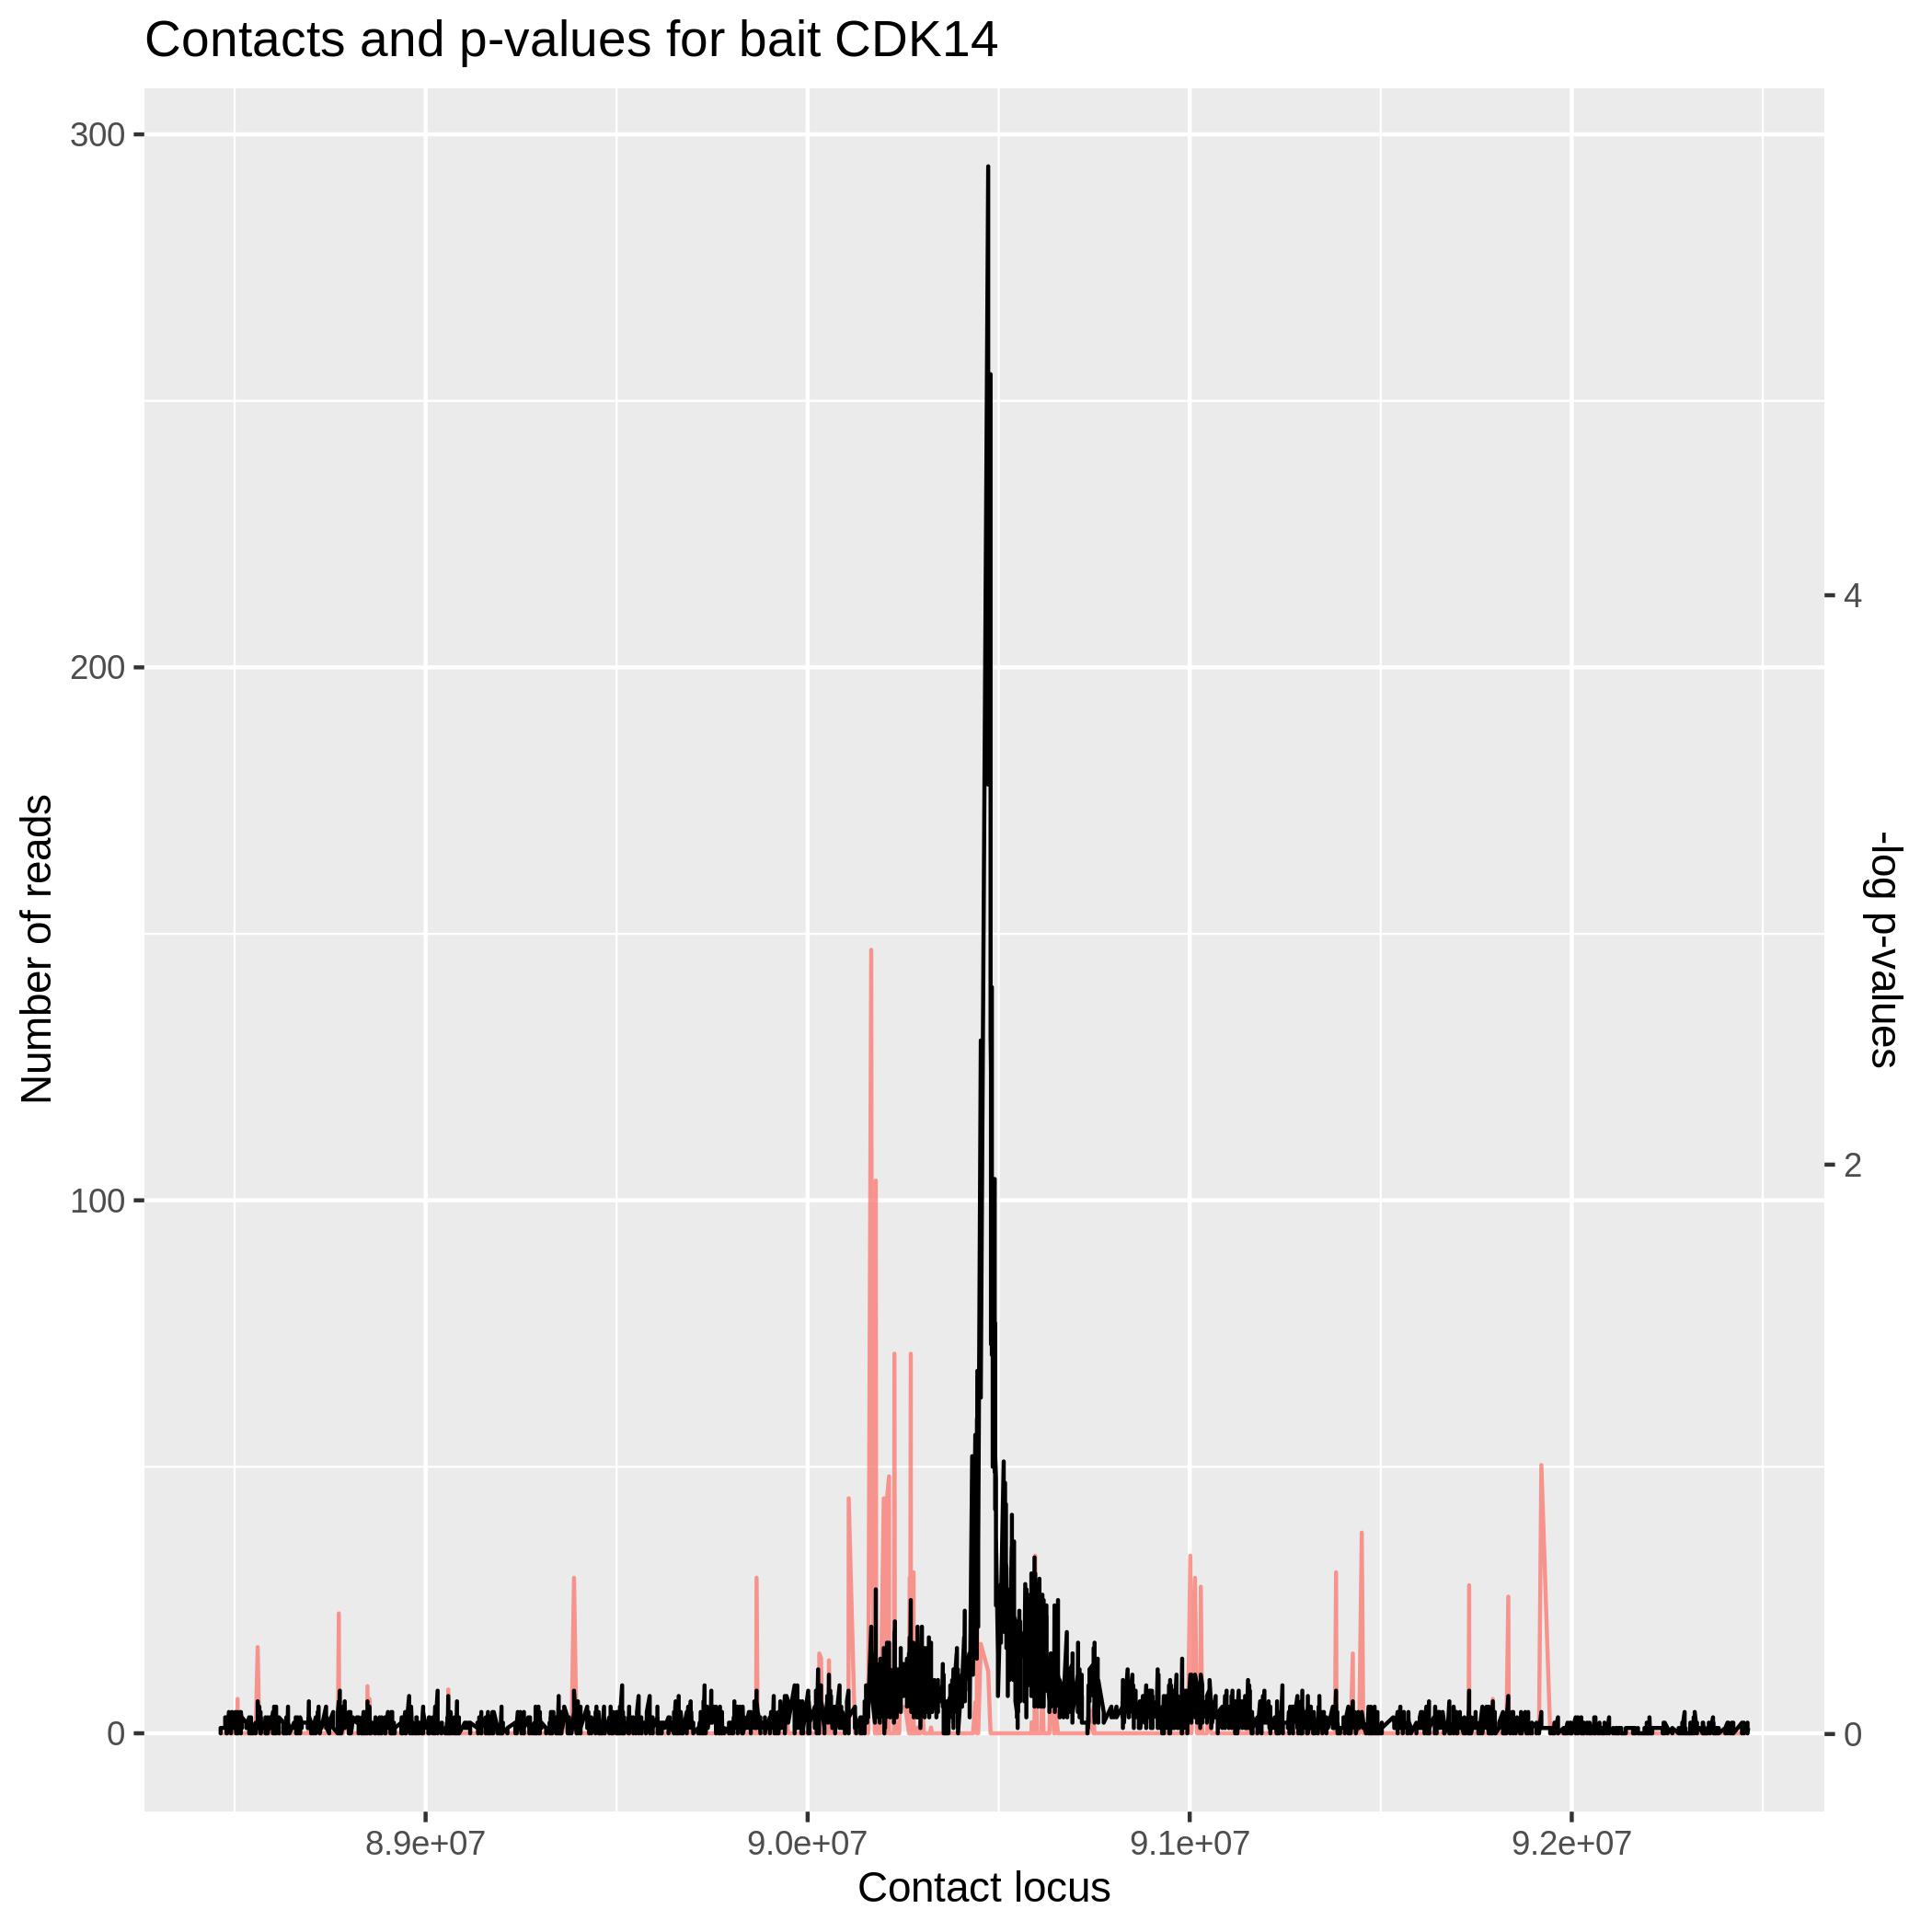 Contacts and p-values for bait CDK14
300
200
100
0
Number of reads
4
2
0
-log p-values
8.9e+07
9.0e+07
9.1e+07
9.2e+07
Contact locus